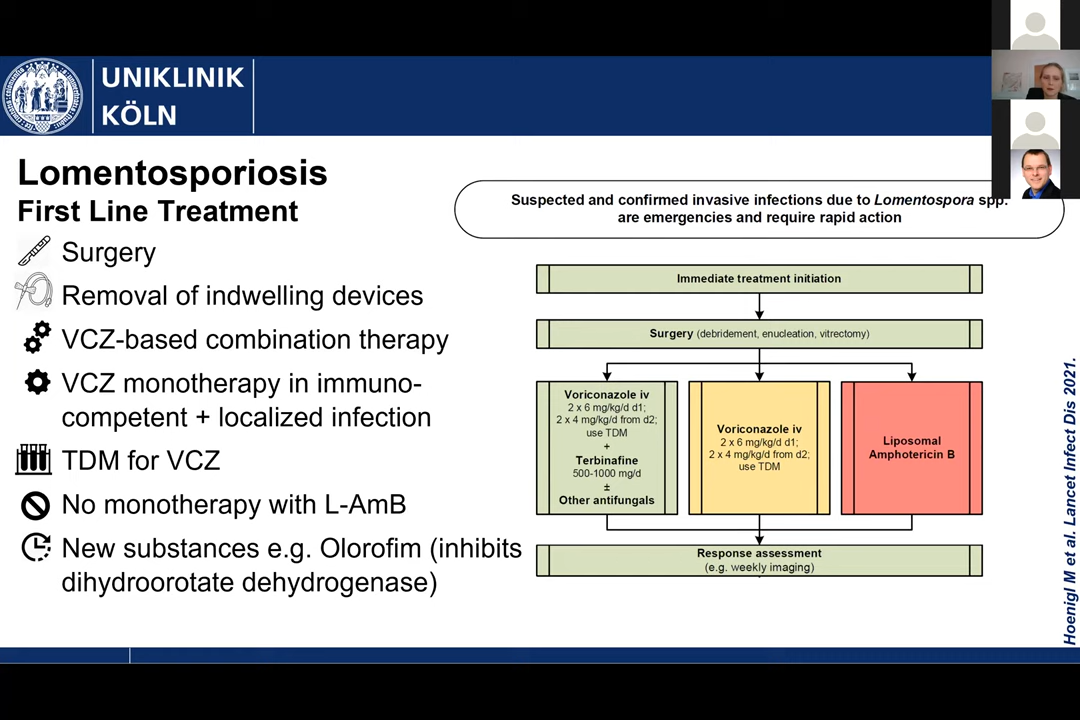 UNIKLINIK
KÖLN
Lomentosporiosis
First Line Treatment
Surgery
Removal of indwelling devices
VCZ-based combination therapy
VCZ monotherapy in immuno-
competent + localized infection
TDM for VCZ
No monotherapy with L-AmB
New substances e.g. Olorofim (inhibits
dihydroorotate dehydrogenase)
Suspected and confirmed invasive infections due to Lomentospora spp.
are emergencies and require rapid action
Immediate treatment initiation
Surgery (debridement, enucleation, vitrectomy)
Voriconazole iv
2 x 6 mg/kg/d d1;
2 x 4 mg/kg/d from d2;
use TDM
+
Terbinafine
500-1000 mg/d
±
Other antifungals
Voriconazole iv
2 x 6 mg/kg/d d1;
2 x 4 mg/kg/d from d2;
use TDM
Liposomal
Amphotericin B
Response assessment
(e.g. weekly imaging)
Hoenigl M et al. Lancet Infect Dis 2021.